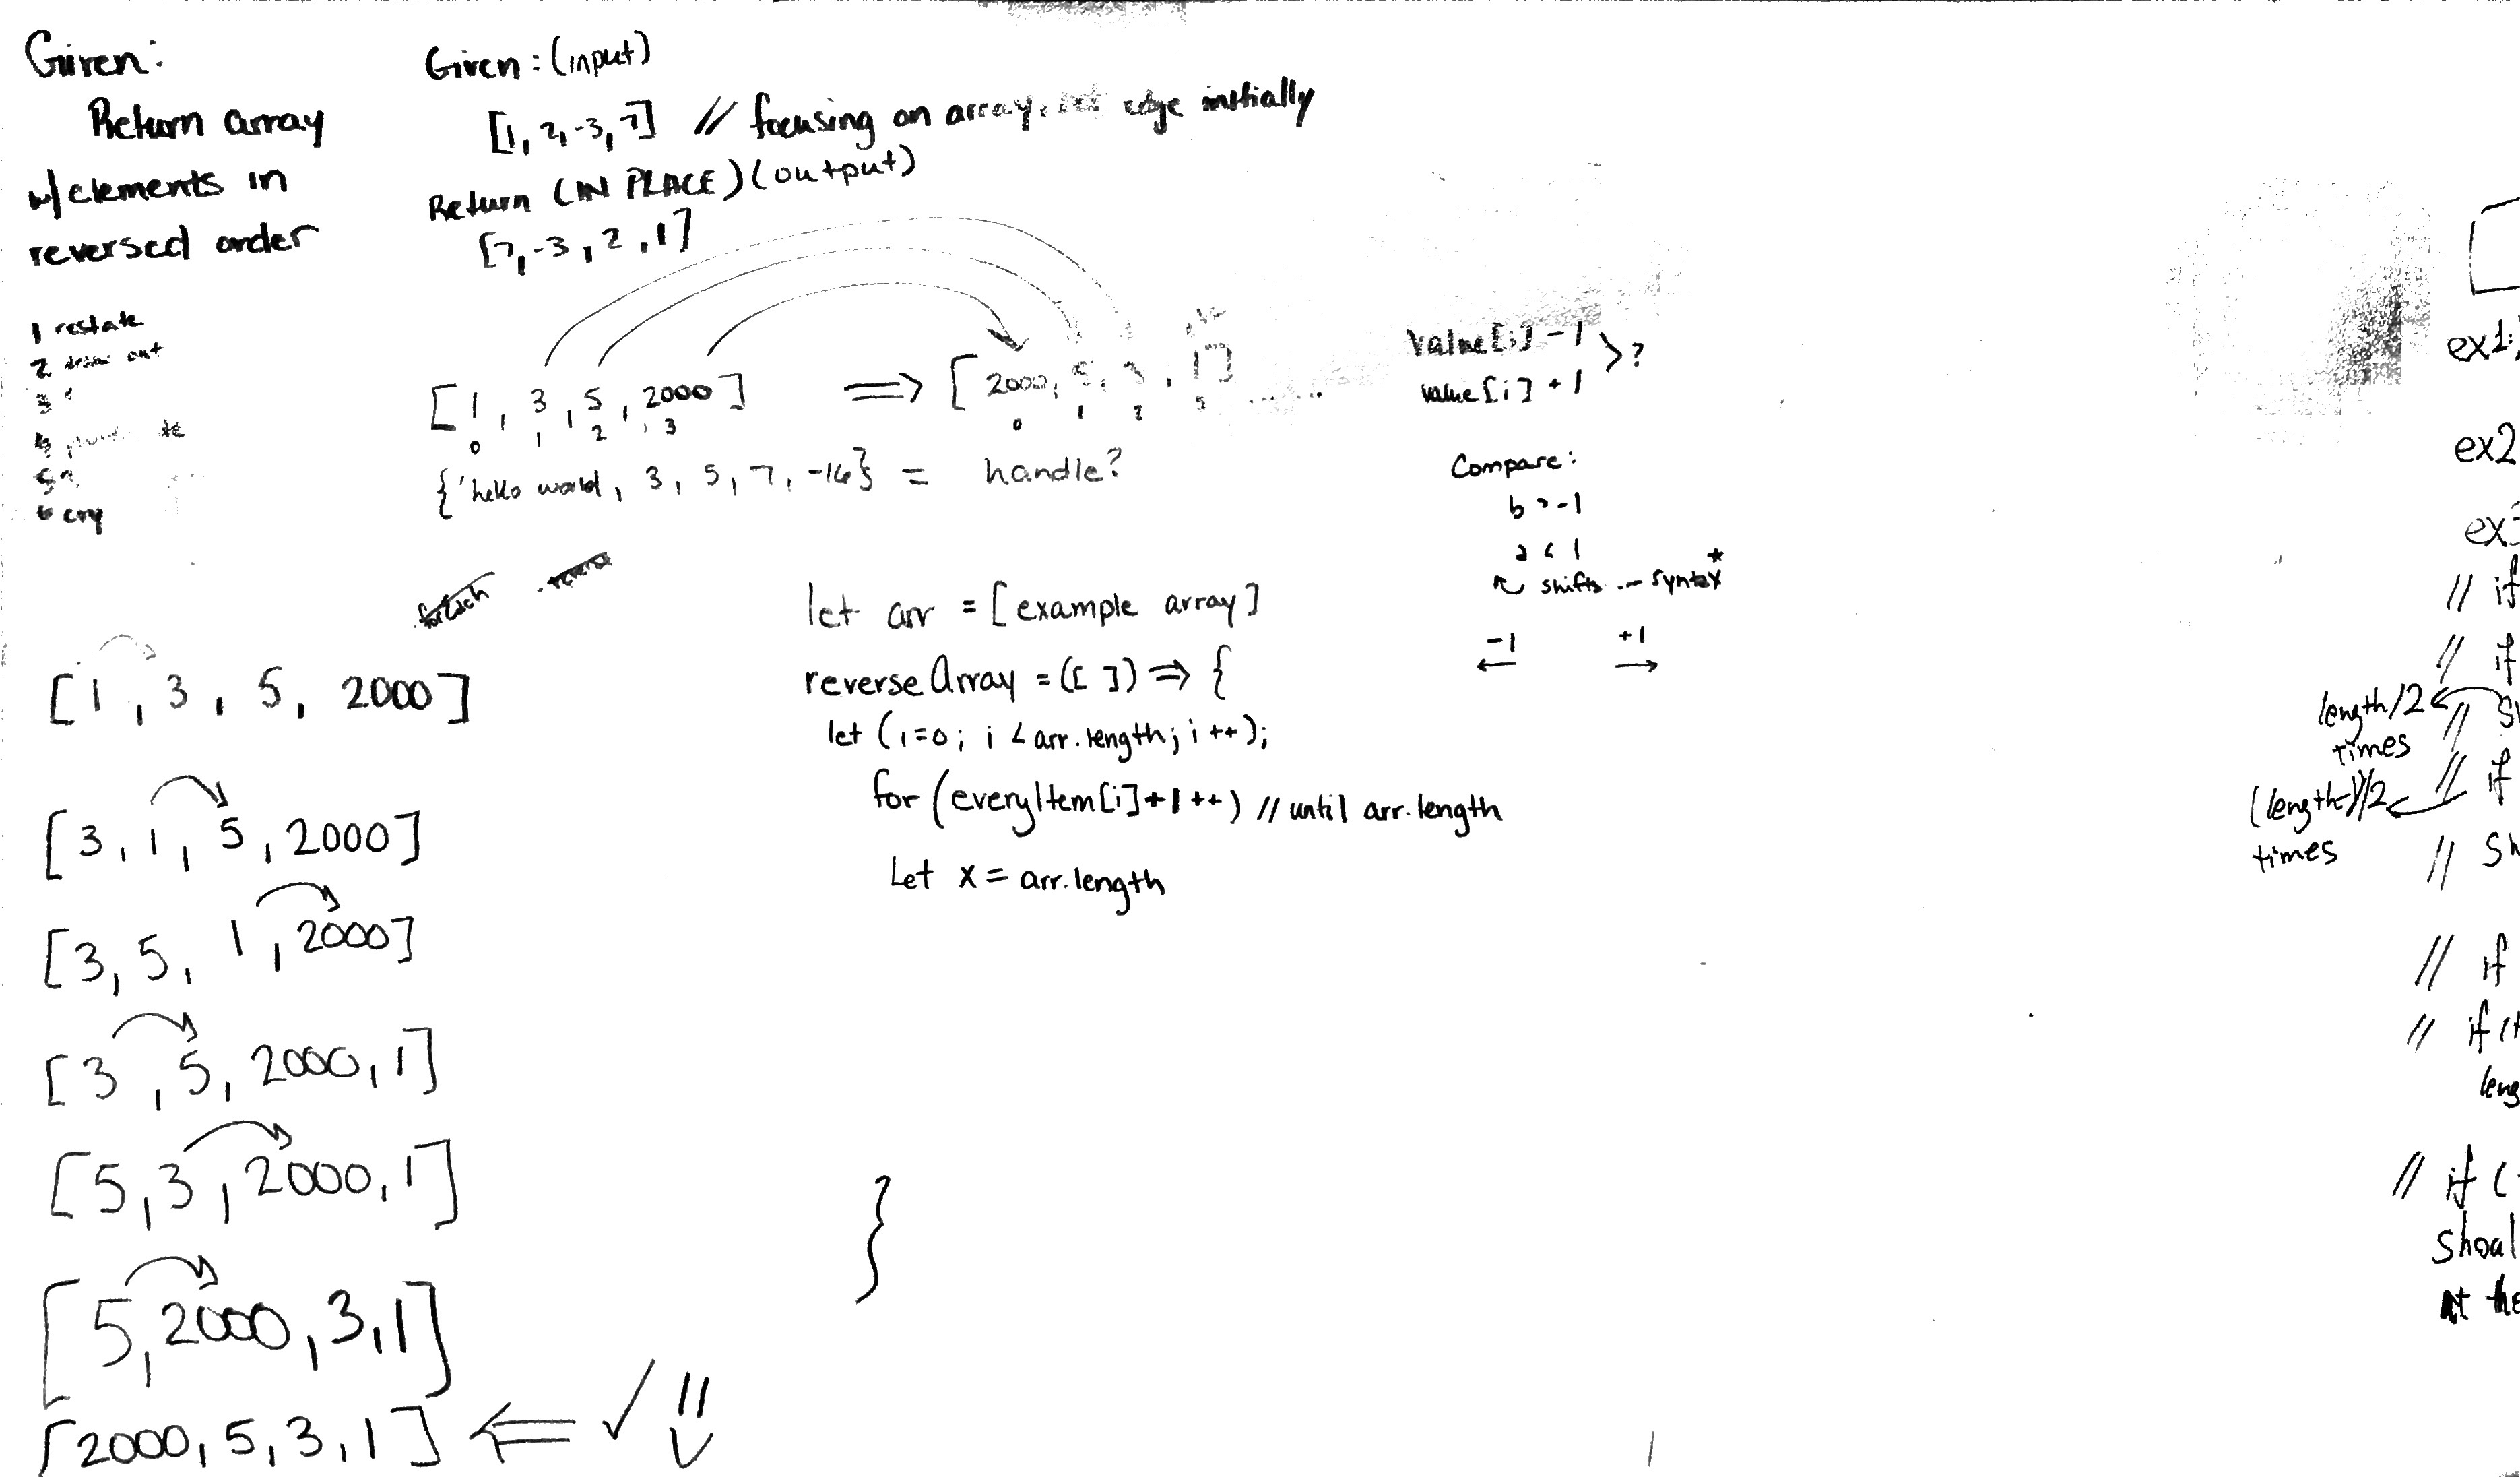 Given:
Return array
w/elements in
reversed order
1 restate
2 draw out
3
4
5
6 cry
Given: (input)
[1, 2, -3, 7] // focusing on array, edge initially
Return (IN PLACE) (output)
[7, -3, 2, 1]
[1, 3, 5, 2000] => [2000, 5, 3, 1]
0 1 2 3 0 1 2 3
{'hello world, 3, 5, 7, -16} = handle?
.forEach .reverse
[1, 3, 5, 2000]
[3, 1, 5, 2000]
[3, 5, 1, 2000]
[3, 5, 2000, 1]
[5, 3, 2000, 1]
[5, 2000, 3, 1]
[2000, 5, 3, 1] <= ✓ !!
let arr = [example array]
reverseArray = ([ ]) => {
let (i=0; i < arr.length; i++);
for (everyItem[i]+1++) // until arr.length
Let x = arr.length
}
value[i] -1
value[i] +1
>?
Compare:
b > -1
a < 1
shifts - syntax*
-1 +1
ex1:
ex2
ex3
// if
// if
length/2
times
// s
// if
(length-1)/2
times
// sh
// if
// if
leng
// if (
shoul
at the